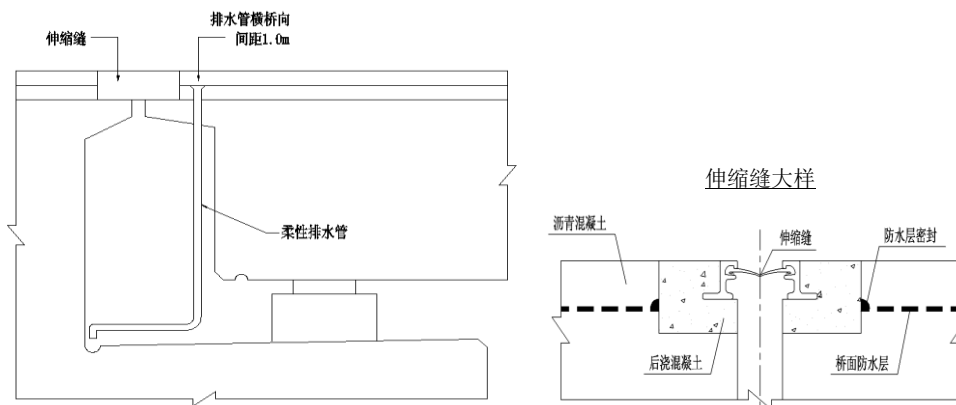 排水管横桥向
间距1.0m
伸缩缝
柔性排水管
伸缩缝大样
沥青混凝土
伸缩缝
防水层密封
后浇混凝土
桥面防水层